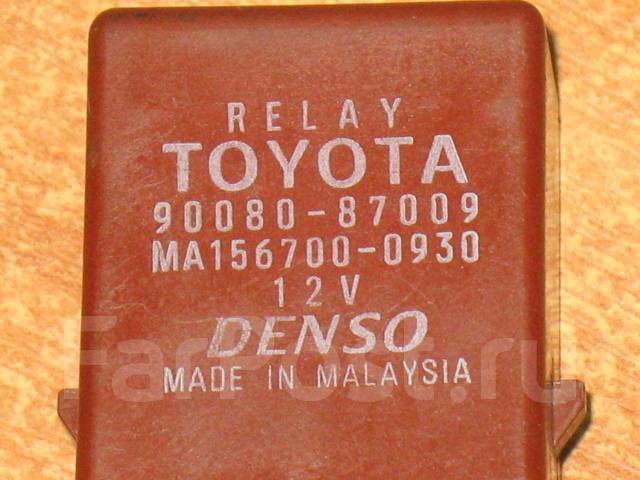 RELAY
TOYOTA
90080-87009
MA156700-0930
12V
DENSO
MADE IN MALAYSIA
FarPost.ru